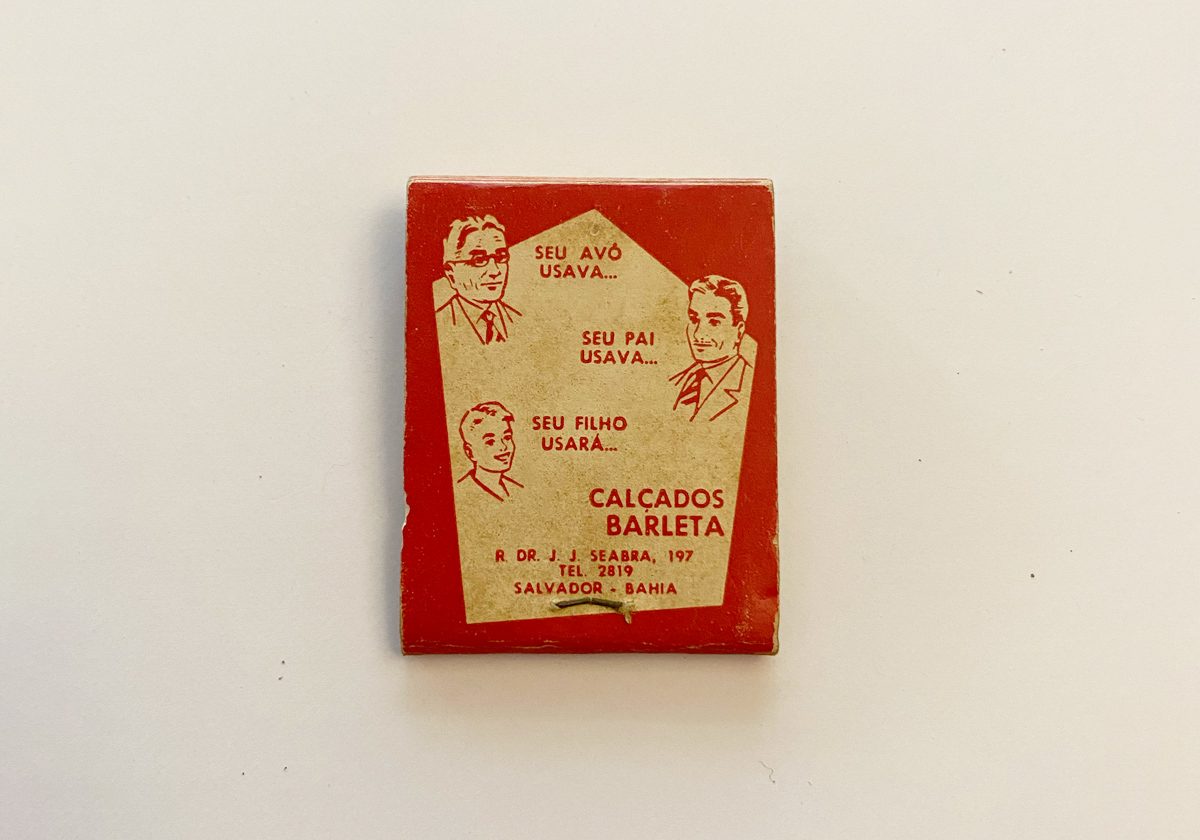 SEU AVÔ
USAVA...
SEU PAI
USAVA...
SEU FILHO
USARÁ...
CALÇADOS
BARLETA
R. DR. J. J. SEABRA, 197
TEL. 2819
SALVADOR - BAHIA